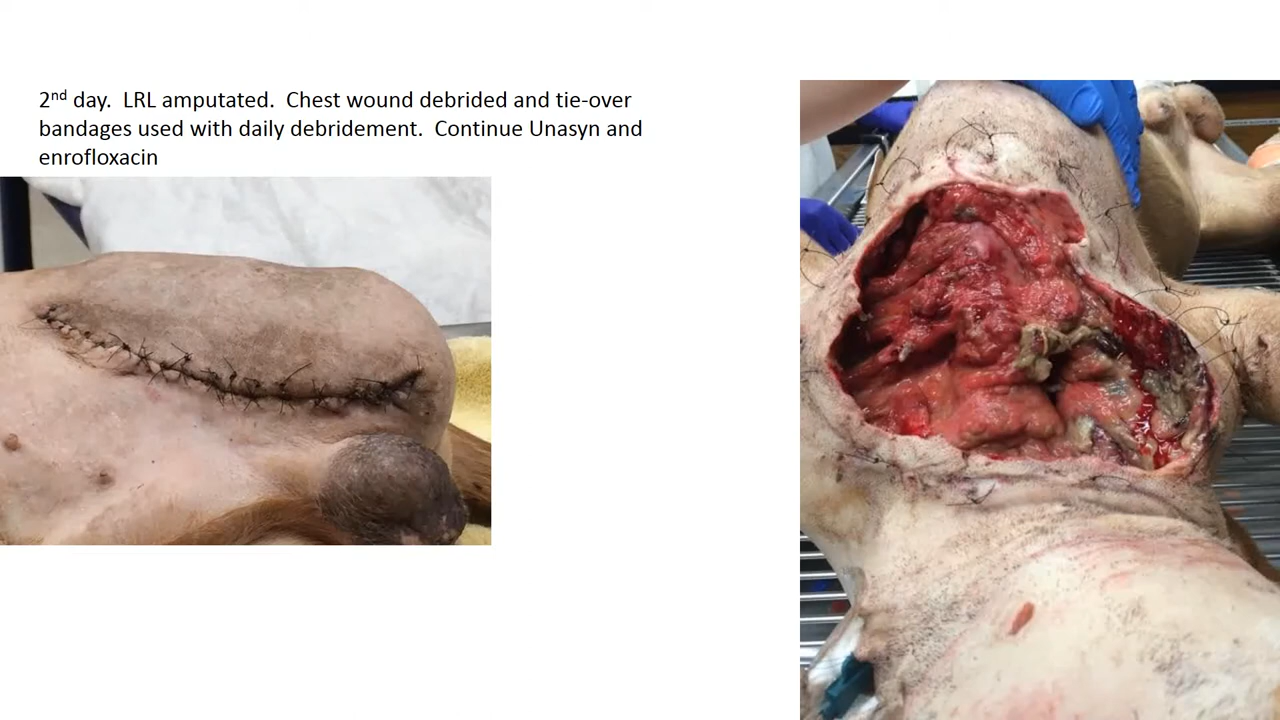 2nd day.  LRL amputated.  Chest wound debrided and tie-over
bandages used with daily debridement.  Continue Unasyn and
enrofloxacin